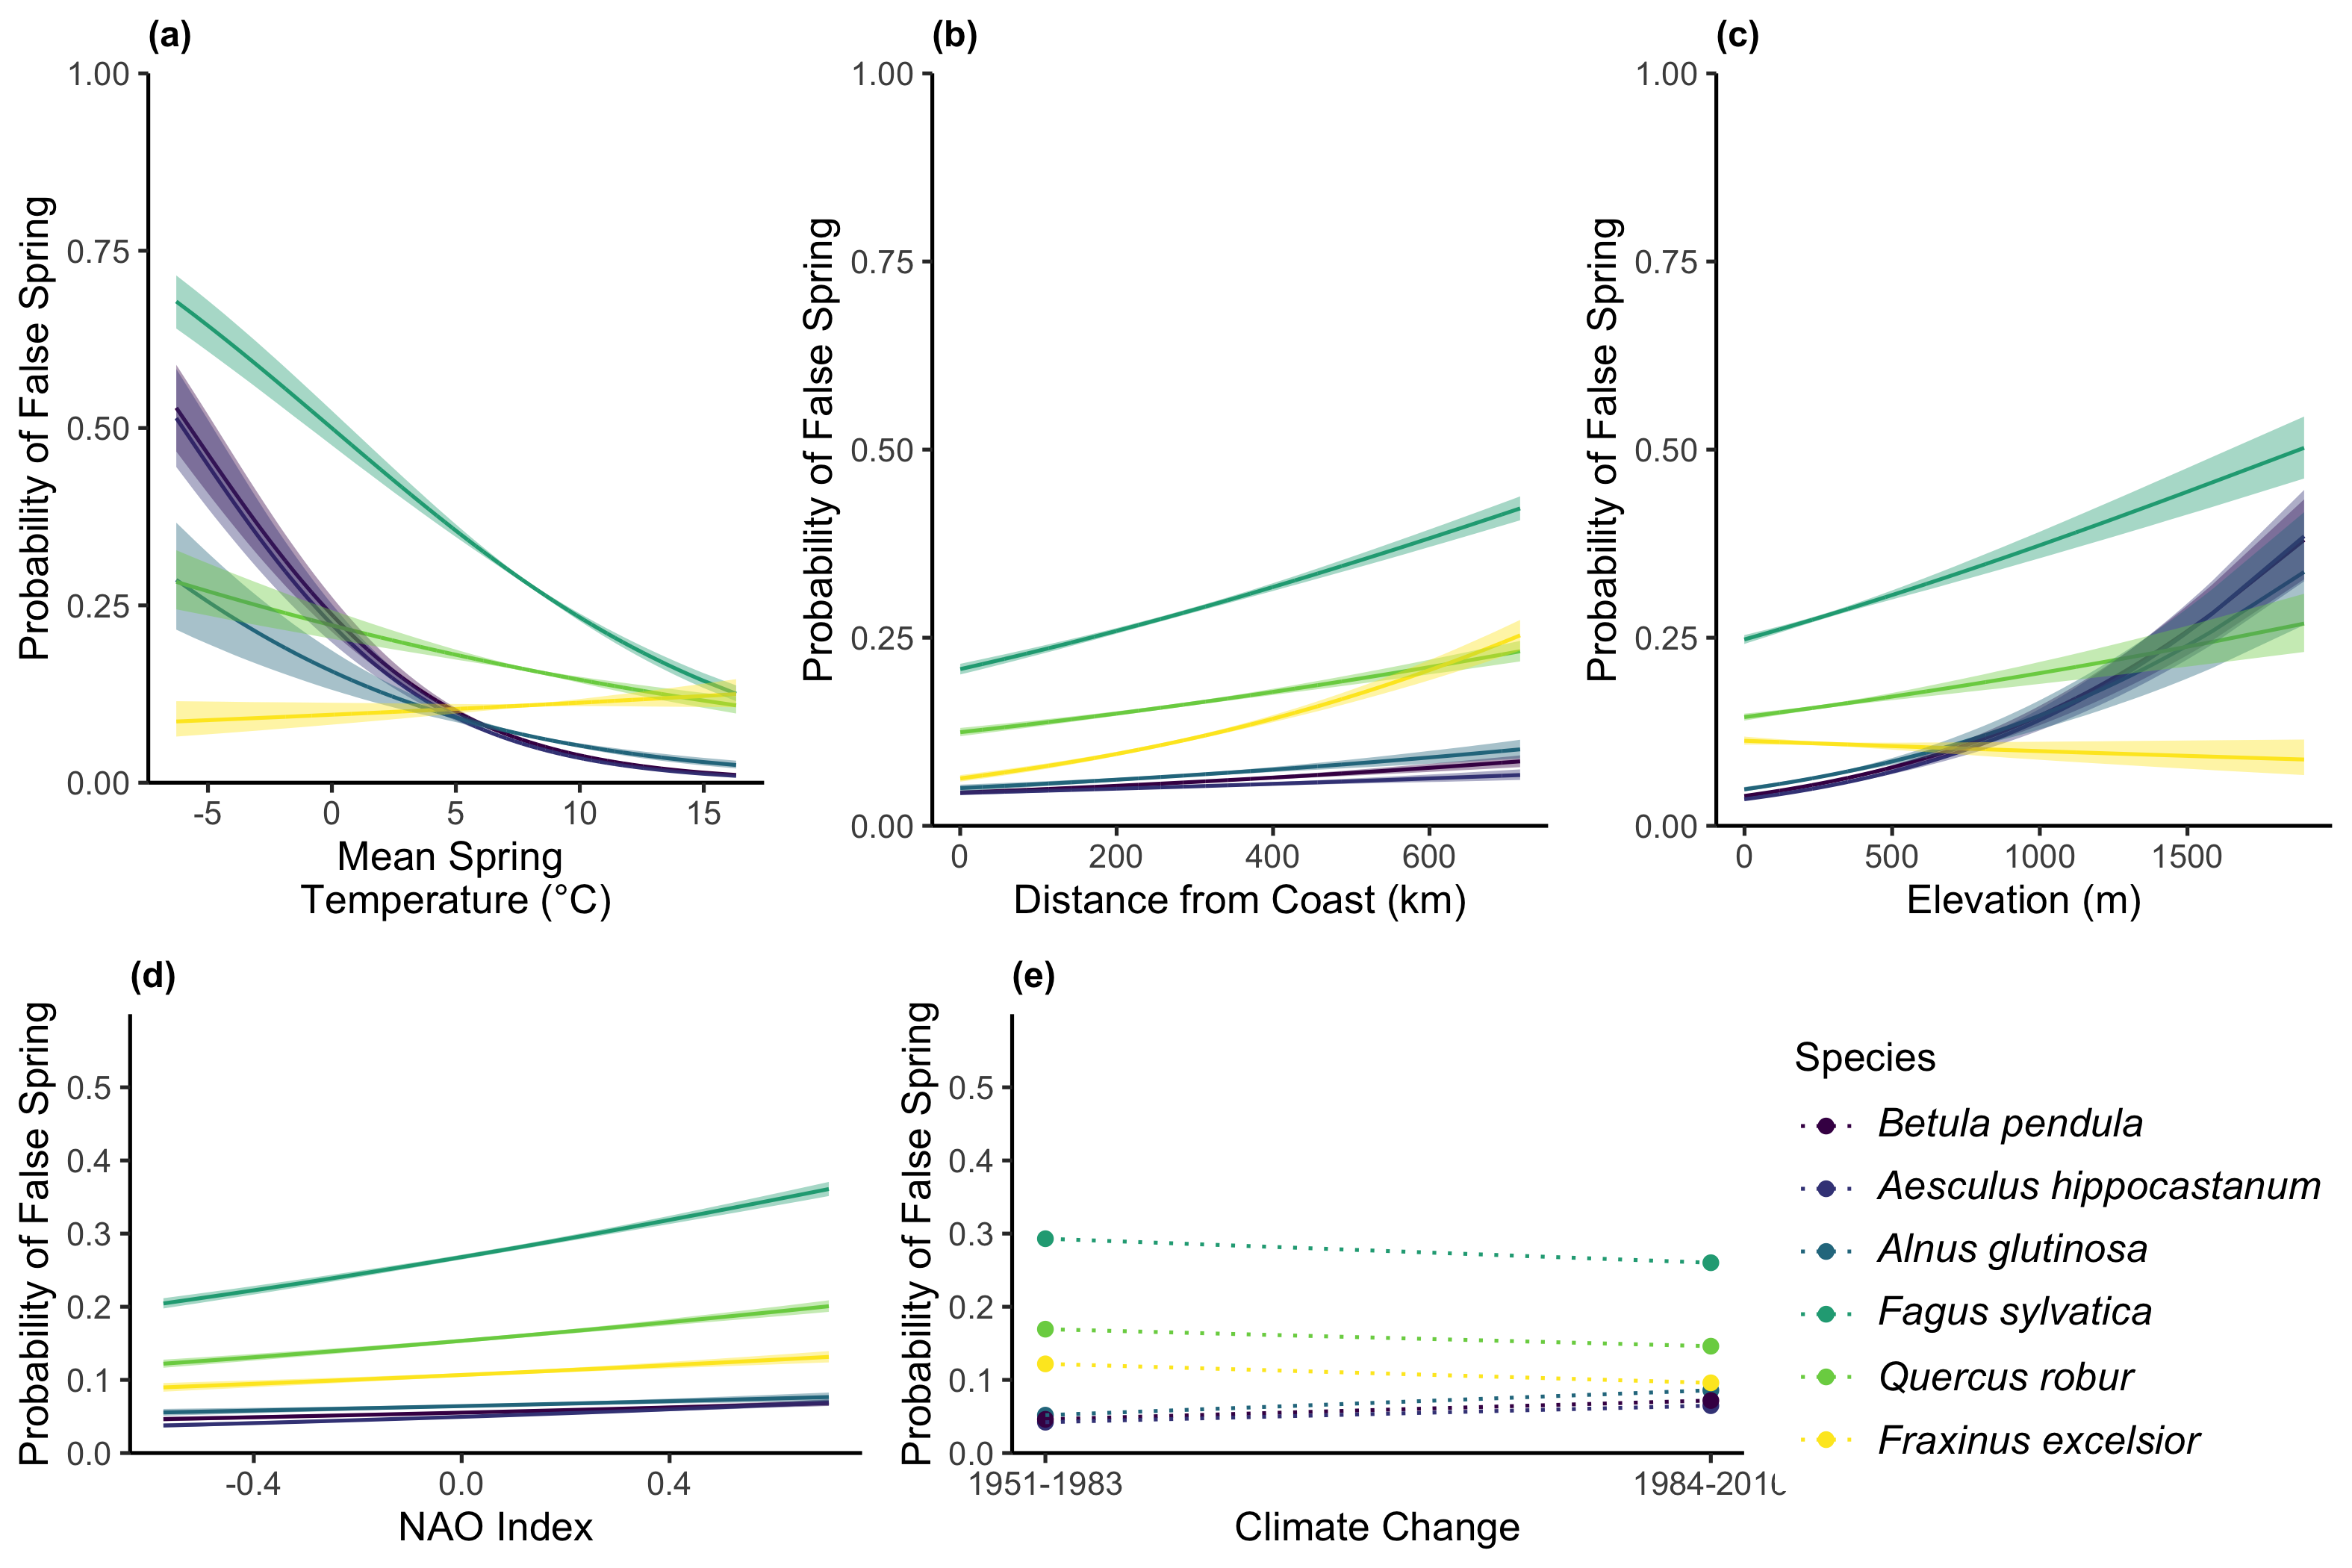 (a)
1.00
0.75
0.50
0.25
0.00
Probability of False Spring
-5 0 5 10 15
Mean Spring
Temperature (°C)
(b)
1.00
0.75
0.50
0.25
0.00
Probability of False Spring
0 200 400 600
Distance from Coast (km)
(c)
1.00
0.75
0.50
0.25
0.00
Probability of False Spring
0 500 1000 1500
Elevation (m)
(d)
0.5
0.4
0.3
0.2
0.1
0.0
Probability of False Spring
-0.4 0.0 0.4
NAO Index
(e)
0.5
0.4
0.3
0.2
0.1
0.0
Probability of False Spring
1951-1983
Climate Change
Species
Betula pendula
Aesculus hippocastanum
Alnus glutinosa
Fagus sylvatica
Quercus robur
Fraxinus excelsior